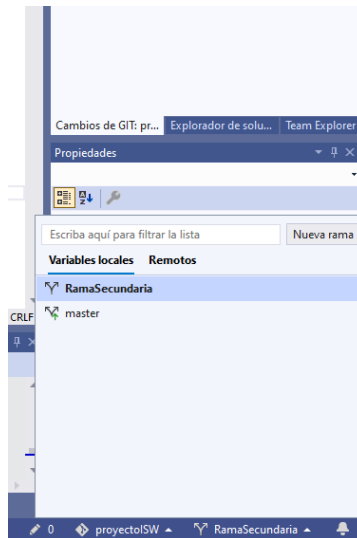 Cambios de GIT: pr... Explorador de solu... Team Explorer
Propiedades
Escriba aquí para filtrar la lista Nueva rama
Variables locales Remotos
RamaSecundaria
master
CRLF
0 proyectoISW RamaSecundaria